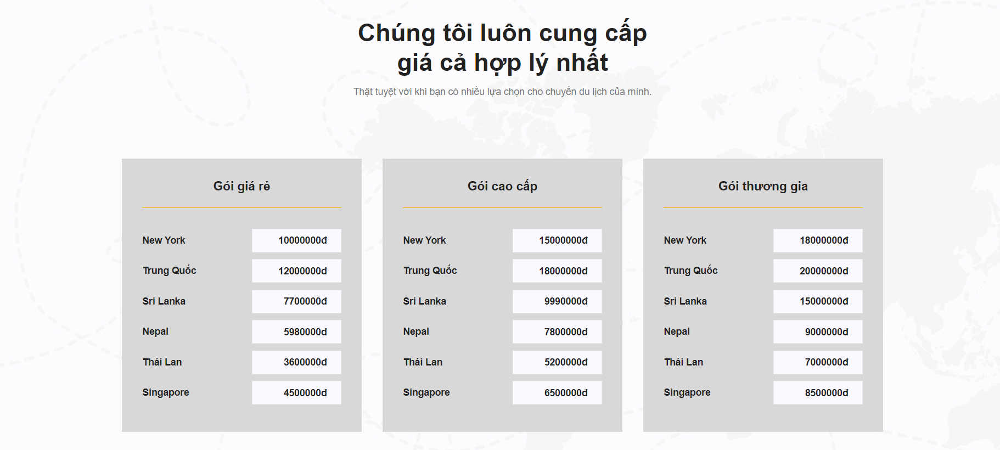 Chúng tôi luôn cung cấp
giá cả hợp lý nhất
Thật tuyệt vời khi bạn có nhiều lựa chọn cho chuyến du lịch của mình.
Gói giá rẻ
New York 10000000đ
Trung Quốc 12000000đ
Sri Lanka 7700000đ
Nepal 5980000đ
Thái Lan 3600000đ
Singapore 4500000đ
Gói cao cấp
New York 15000000đ
Trung Quốc 18000000đ
Sri Lanka 9990000đ
Nepal 7800000đ
Thái Lan 5200000đ
Singapore 6500000đ
Gói thương gia
New York 18000000đ
Trung Quốc 20000000đ
Sri Lanka 15000000đ
Nepal 9000000đ
Thái Lan 7000000đ
Singapore 8500000đ